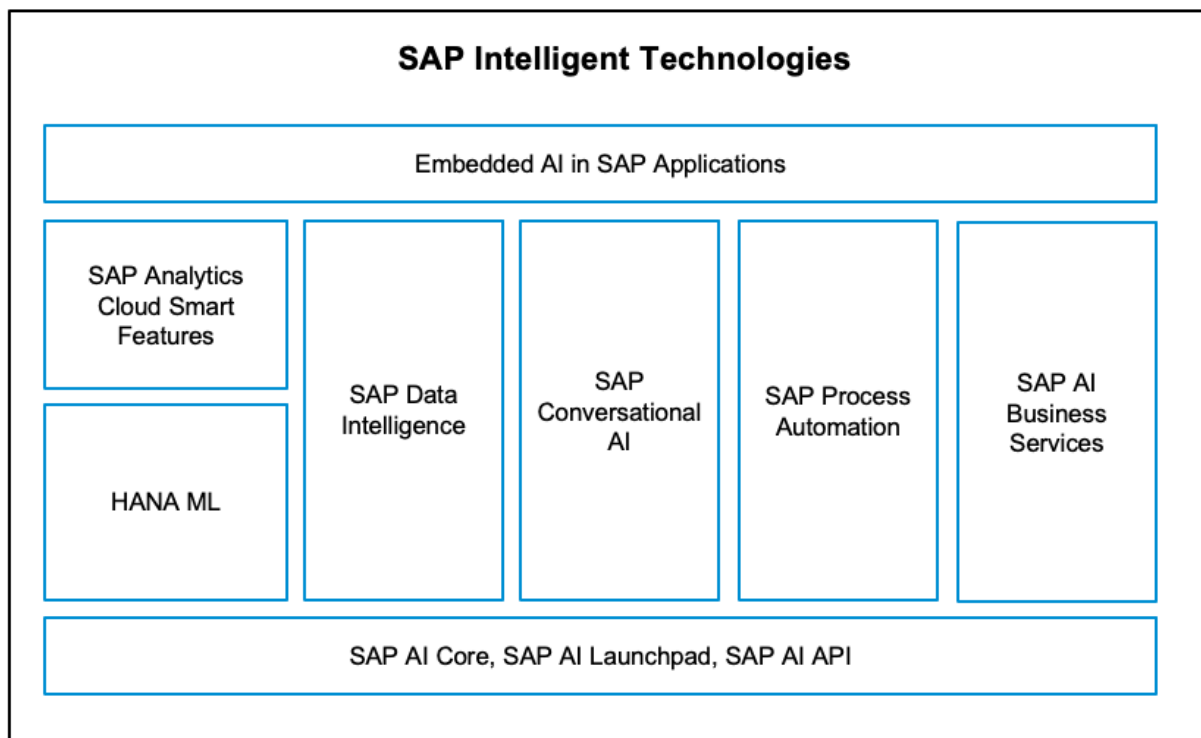 SAP Intelligent Technologies
Embedded AI in SAP Applications
SAP Analytics
Cloud Smart
Features
HANA ML
SAP Data
Intelligence
SAP
Conversational
AI
SAP Process
Automation
SAP AI
Business
Services
SAP AI Core, SAP AI Launchpad, SAP AI API